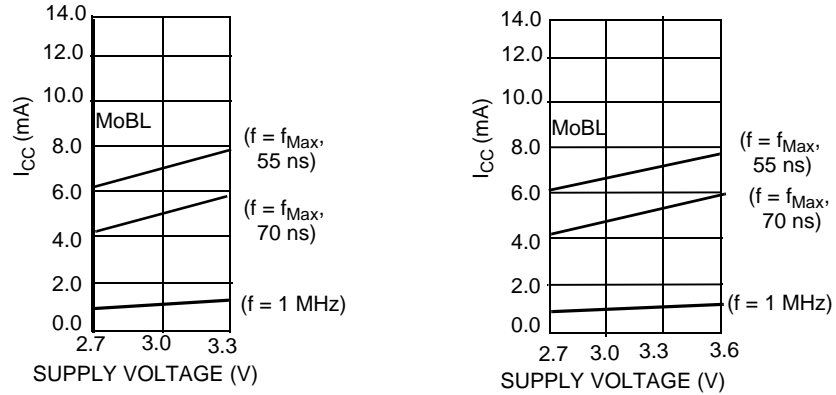 14.0
12.0
10.0
8.0
6.0
4.0
2.0
0.0
ICC (mA)
MoBL
(f = fMax,
55 ns)
(f = fMax,
70 ns)
(f = 1 MHz)
2.7 3.0 3.3
SUPPLY VOLTAGE (V)
14.0
12.0
10.0
8.0
6.0
4.0
2.0
0.0
ICC (mA)
MoBL
(f = fMax,
55 ns)
(f = fMax,
70 ns)
(f = 1 MHz)
2.7 3.0 3.3 3.6
SUPPLY VOLTAGE (V)